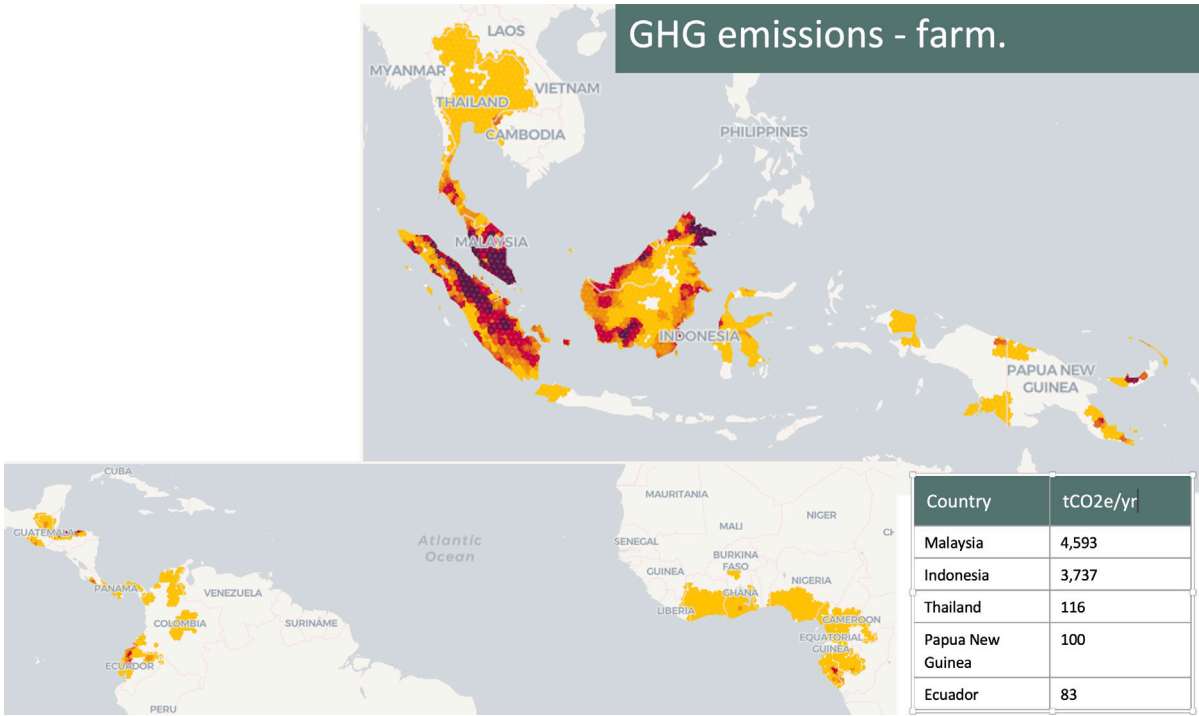 GHG emissions - farm.
LAOS
MYANMAR
VIETNAM
THAILAND
CAMBODIA
PHILIPPINES
MALAYSIA
INDONESIA
PAPUA NEW
GUINEA
CUBA
GUATEMALA
PANAMA
VENEZUELA
COLOMBIA
SURINAME
ECUADOR
PERU
Atlantic
Ocean
MAURITANIA
MALI
NIGER
CH
SENEGAL
BURKINA
FASO
GUINEA
NIGERIA
GHANA
LIBERIA
CAMEROON
EQUATORIAL
GUINEA
Country tCO2e/yr
Malaysia 4,593
Indonesia 3,737
Thailand 116
Papua New 100
Guinea
Ecuador 83